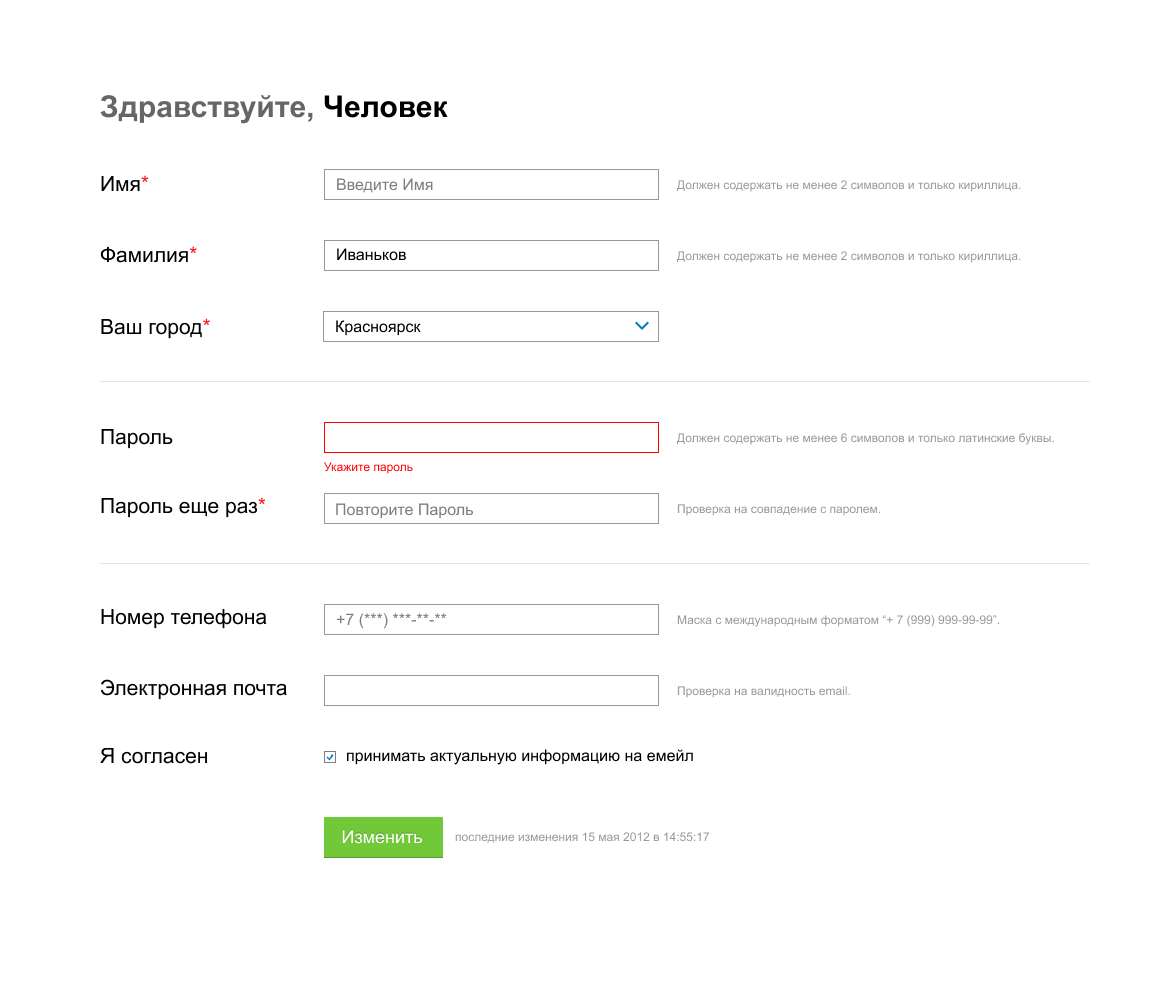 Здравствуйте, Человек
Имя* Введите Имя Должен содержать не менее 2 символов и только кириллица.
Фамилия* Иваньков Должен содержать не менее 2 символов и только кириллица.
Ваш город* Красноярск
Пароль Должен содержать не менее 6 символов и только латинские буквы.
Укажите пароль
Пароль еще раз* Повторите Пароль Проверка на совпадение с паролем.
Номер телефона +7 (***) ***-**-** Маска с международным форматом “+ 7 (999) 999-99-99”.
Электронная почта Проверка на валидность email.
Я согласен принимать актуальную информацию на емейл
Изменить последние изменения 15 мая 2012 в 14:55:17